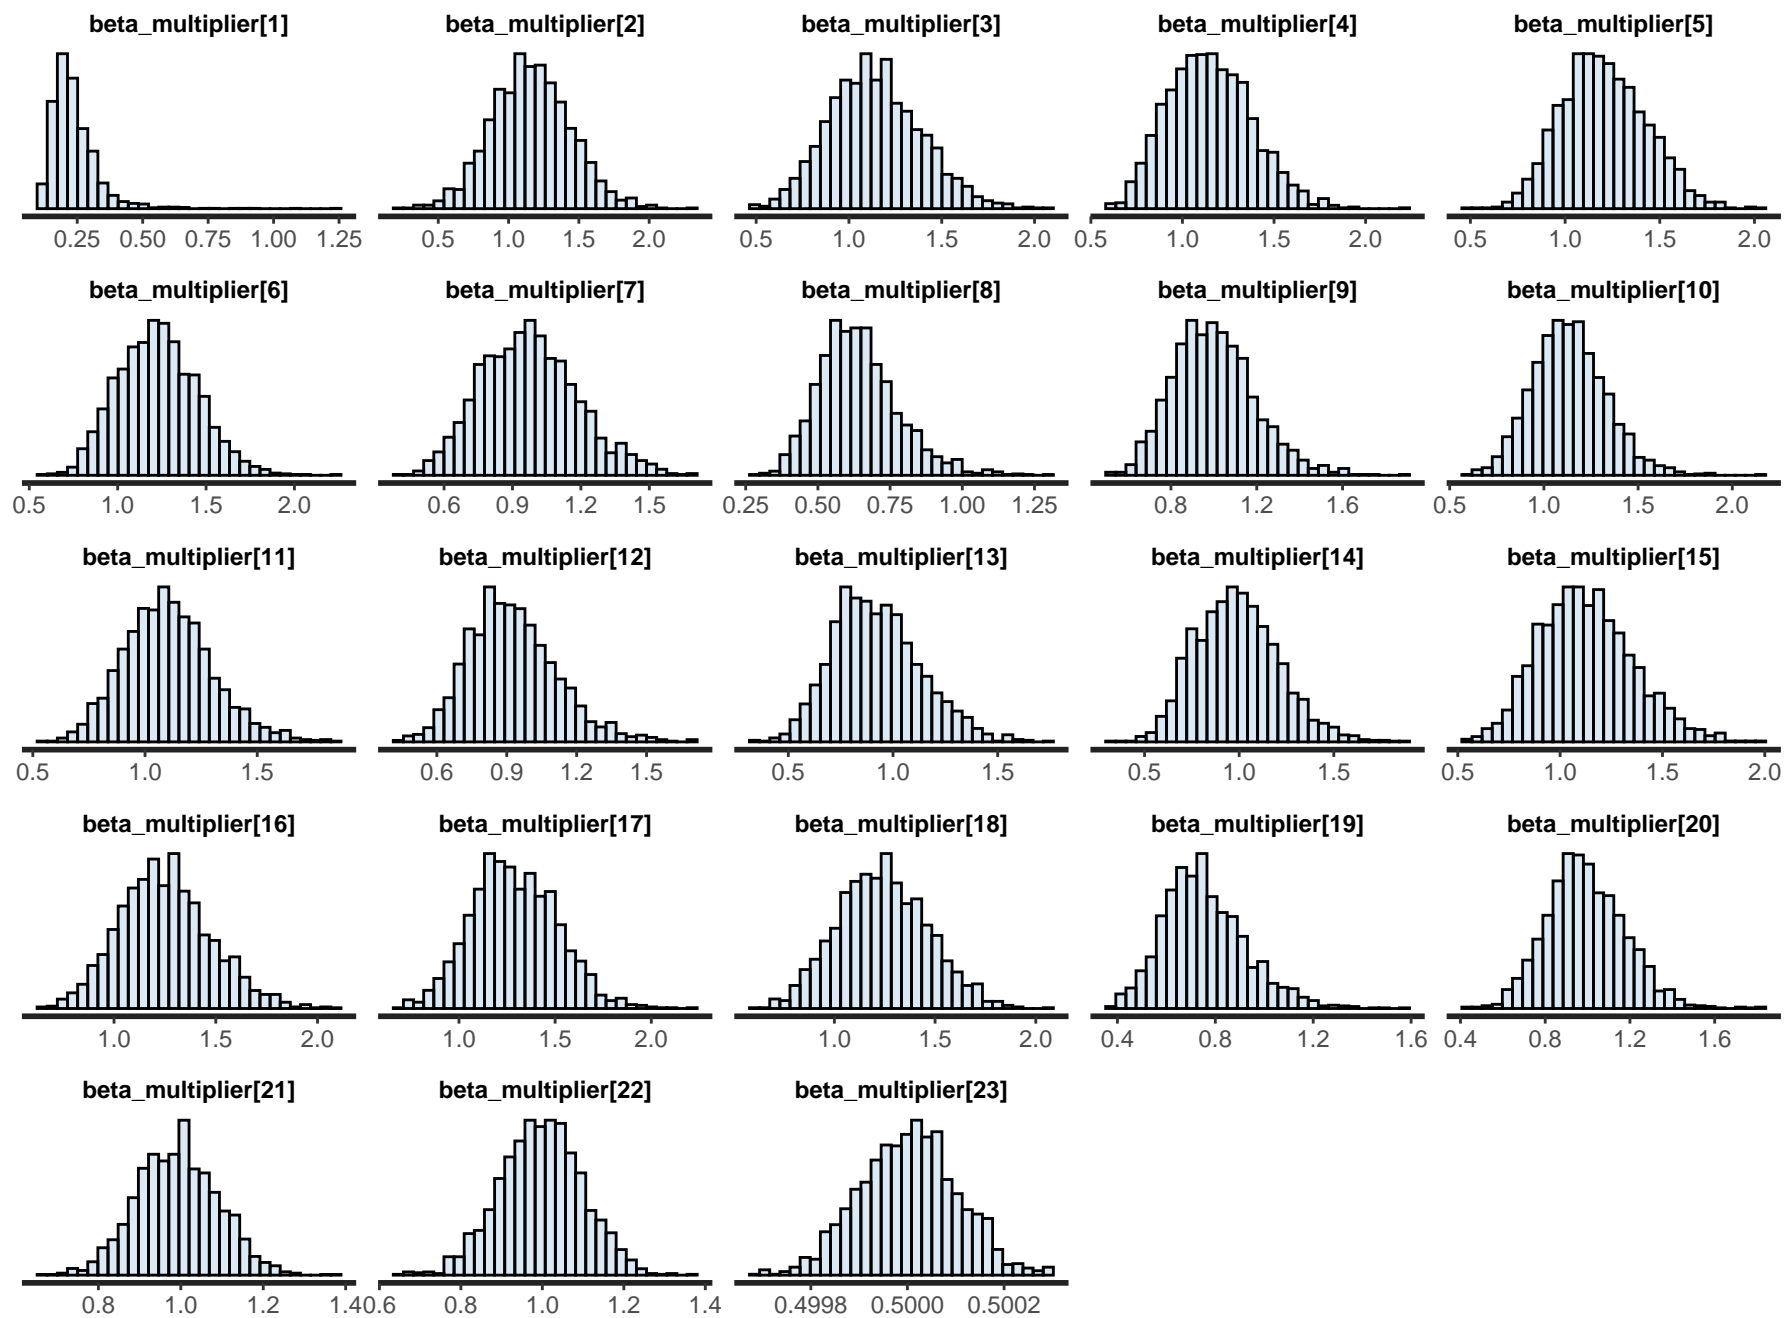 beta_multiplier[1] beta_multiplier[2] beta_multiplier[3] beta_multiplier[4] beta_multiplier[5]
0.25 0.50 0.75 1.00 1.25 0.5 1.0 1.5 2.0 0.5 1.0 1.5 2.0 0.5 1.0 1.5 2.0 0.5 1.0 1.5 2.0
beta_multiplier[6] beta_multiplier[7] beta_multiplier[8] beta_multiplier[9] beta_multiplier[10]
0.5 1.0 1.5 2.0 0.6 0.9 1.2 1.5 0.25 0.50 0.75 1.00 1.25 0.8 1.2 1.6 0.5 1.0 1.5 2.0
beta_multiplier[11] beta_multiplier[12] beta_multiplier[13] beta_multiplier[14] beta_multiplier[15]
0.5 1.0 1.5 0.6 0.9 1.2 1.5 0.5 1.0 1.5 0.5 1.0 1.5 0.5 1.0 1.5 2.0
beta_multiplier[16] beta_multiplier[17] beta_multiplier[18] beta_multiplier[19] beta_multiplier[20]
1.0 1.5 2.0 1.0 1.5 2.0 1.0 1.5 2.0 0.4 0.8 1.2 1.6 0.4 0.8 1.2 1.6
beta_multiplier[21] beta_multiplier[22] beta_multiplier[23]
0.8 1.0 1.2 1.4 0.6 0.8 1.0 1.2 1.4 0.4998 0.5000 0.5002